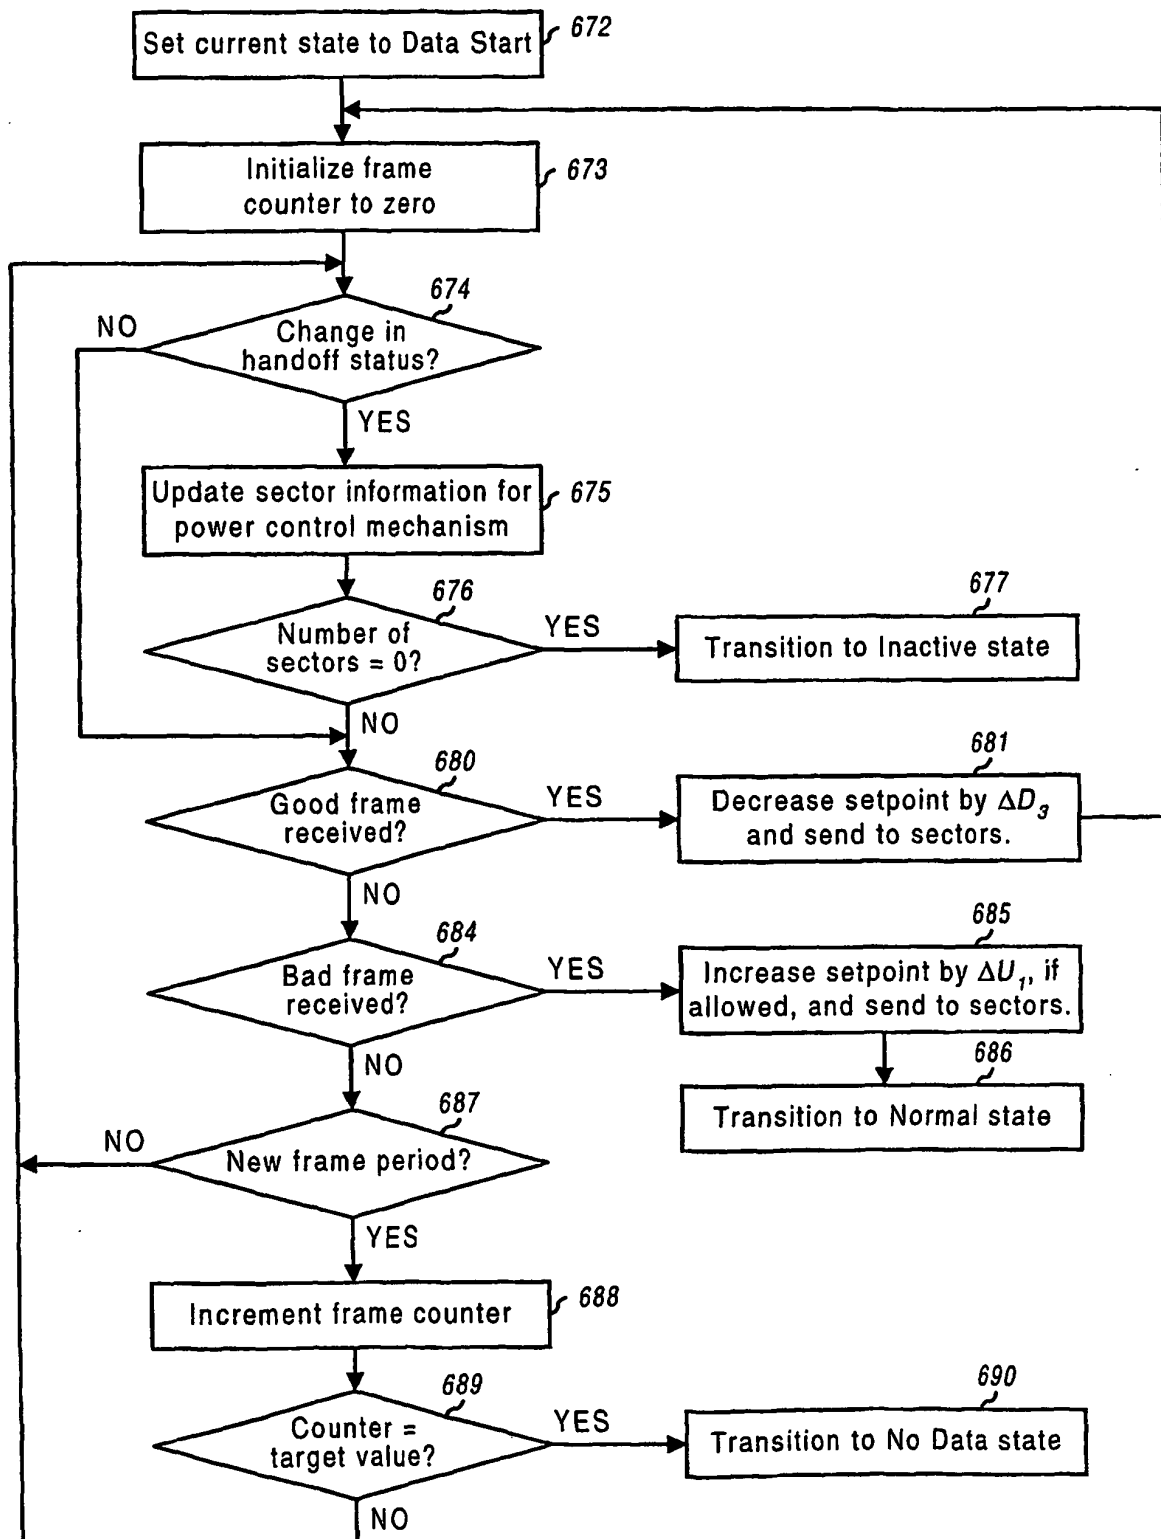 Set current state to Data Start
672
Initialize frame
counter to zero
673
674
NO
Change in
handoff status?
YES
Update sector information for
power control mechanism
675
676
Number of
sectors = 0?
YES
677
Transition to Inactive state
NO
680
Good frame
received?
YES
681
Decrease setpoint by ΔD₃
and send to sectors.
NO
684
Bad frame
received?
YES
685
Increase setpoint by ΔU₁, if
allowed, and send to sectors.
NO
686
Transition to Normal state
687
NO
New frame period?
YES
Increment frame counter
688
689
Counter =
target value?
YES
690
Transition to No Data state
NO